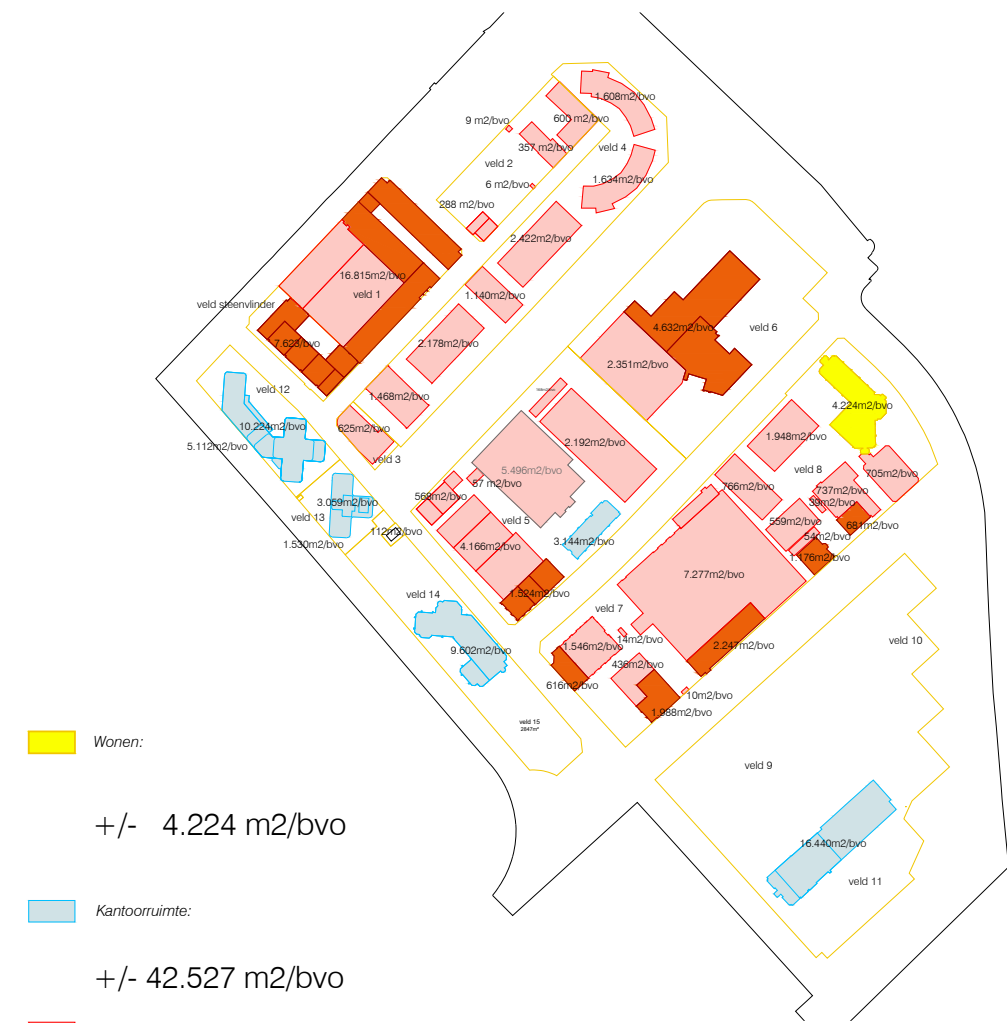 1.608m2/bvo
9 m2/bvo
600 m2/bvo
357 m2/bvo
veld 4
veld 2
6 m2/bvo
1.634m2/bvo
288 m2/bvo
2.422m2/bvo
16.815m2/bvo
veld 1
1.140m2/bvo
veld steenvlinder
4.632m2/bvo
veld 6
7.623/bvo
2.178m2/bvo
2.351m2/bvo
veld 12
1.468m2/bvo
4.224m2/bvo
10.224m2/bvo
625m2/bvo
1.948m2/bvo
5.112m2/bvo
2.192m2/bvo
veld 3
5.496m2/bvo
veld 8
705m2/bvo
87 m2/bvo
766m2/bvo
737m2/bvo
568m2/bvo
3.059m2/bvo
39m2/bvo
veld 13
veld 5
559m2/bvo
681m2/bvo
112m2/bvo
54m2/bvo
1.530m2/bvo
4.166m2/bvo
3.144m2/bvo
1.176m2/bvo
7.277m2/bvo
veld 14
1.524m2/bvo
veld 7
14m2/bvo
veld 10
9.602m2/bvo
1.546m2/bvo
2.247m2/bvo
436m2/bvo
616m2/bvo
10m2/bvo
1.988m2/bvo
veld 15
2847m²
Wonen:
veld 9
+/- 4.224 m2/bvo
16.440m2/bvo
veld 11
Kantoorruimte:
+/- 42.527 m2/bvo